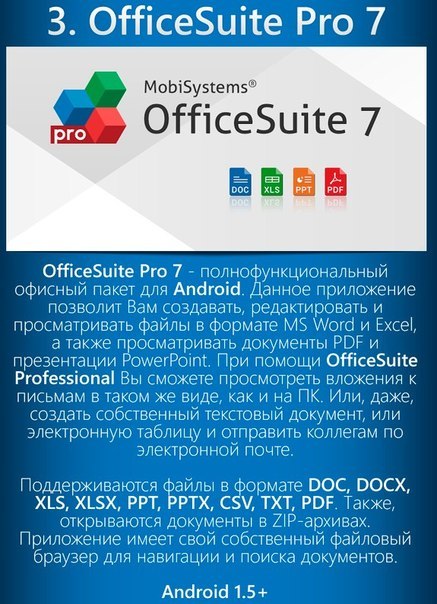 3. OfficeSuite Pro 7
MobiSystems®
OfficeSuite 7
pro
DOC XLS PPT PDF
OfficeSuite Pro 7 - полнофункциональный
офисный пакет для Android. Данное приложение
позволит Вам создавать, редактировать и
просматривать файлы в формате MS Word и Excel,
а также просматривать документы PDF и
презентации PowerPoint. При помощи OfficeSuite
Professional Вы сможете просмотреть вложения к
письмам в таком же виде, как и на ПК. Или, даже,
создать собственный текстовый документ, или
электронную таблицу и отправить коллегам по
электронной почте.
Поддерживаются файлы в формате DOC, DOCX,
XLS, XLSX, PPT, PPTX, CSV, TXT, PDF. Также,
открываются документы в ZIP-архивах.
Приложение имеет свой собственный файловый
браузер для навигации и поиска документов.
Android 1.5+